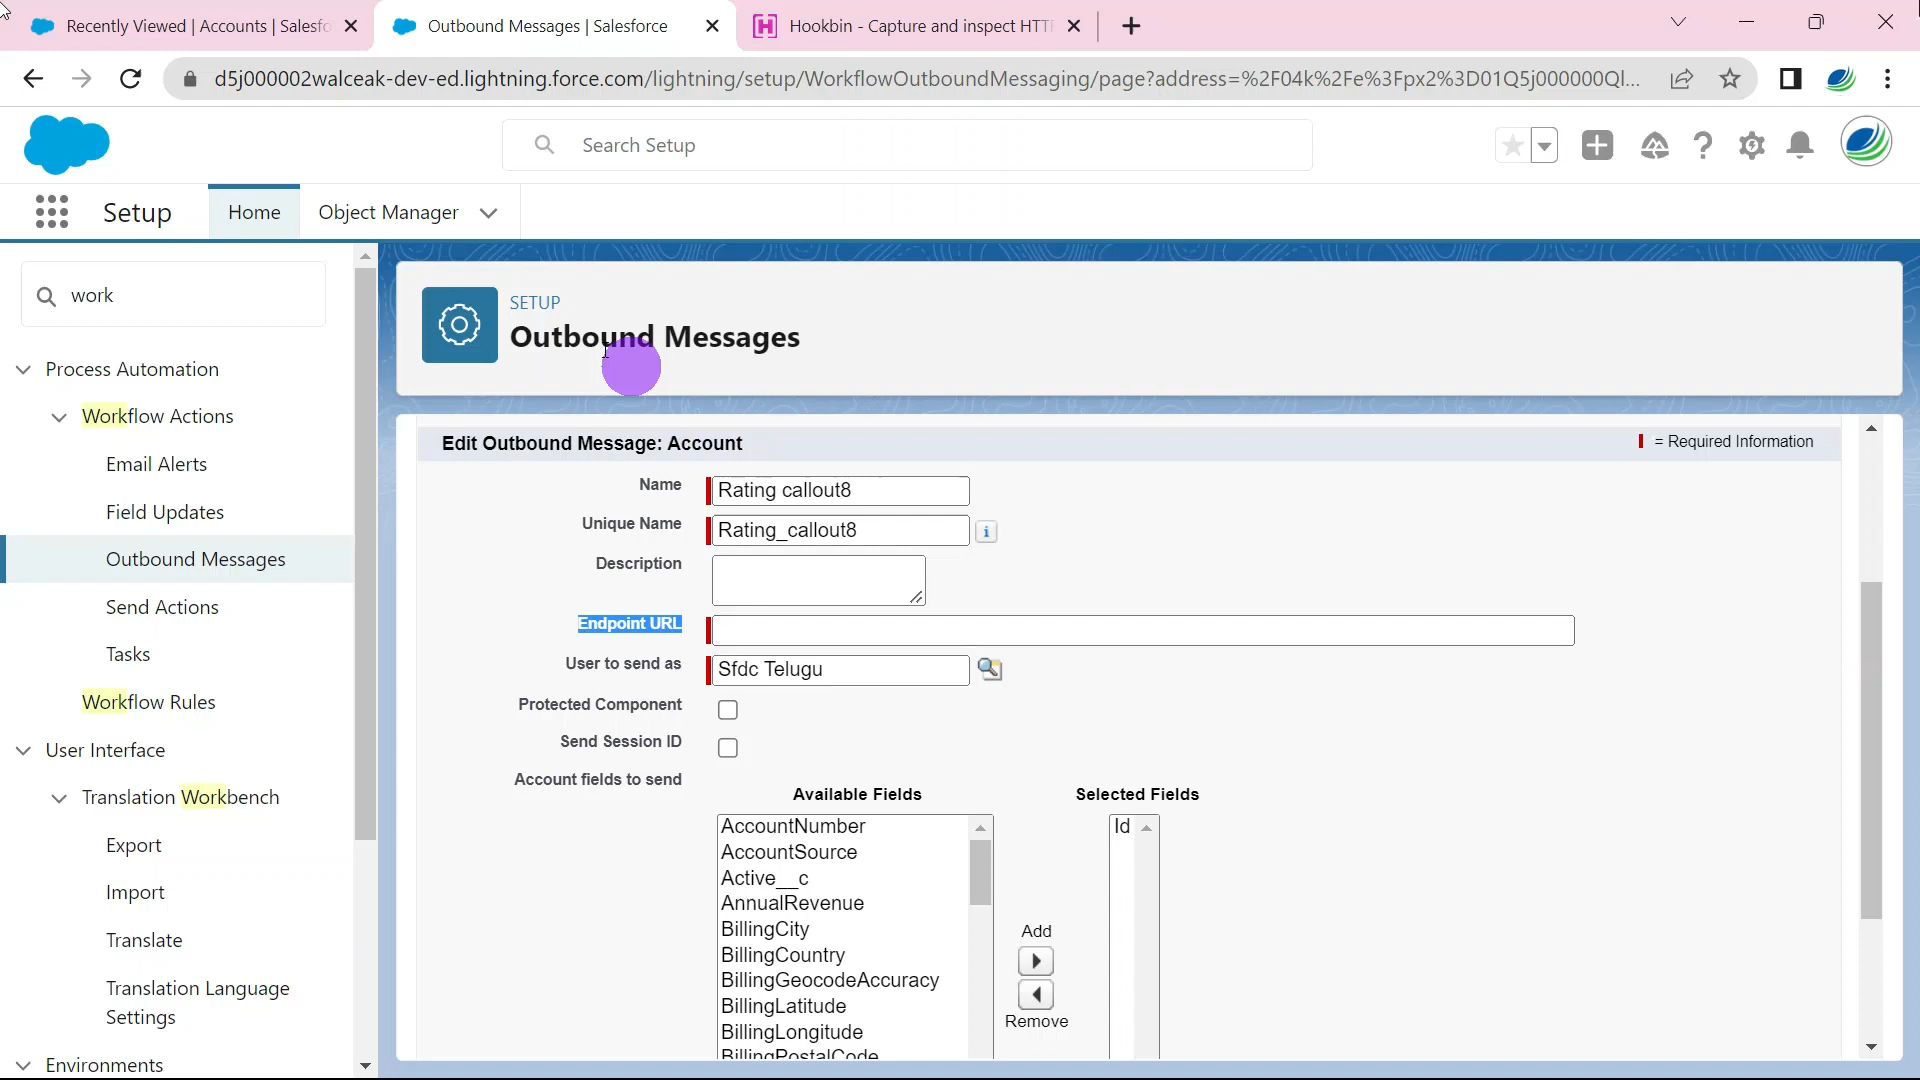 Recently Viewed | Accounts | Salesfo
Outbound Messages | Salesforce
Hookbin - Capture and inspect HTT
d5j000002walceak-dev-ed.lightning.force.com/lightning/setup/WorkflowOutboundMessaging/page?address=%2F04k%2Fe%3Fpx2%3D01Q5j000000Ql...
Search Setup
Setup
Home
Object Manager
work
Process Automation
Workflow Actions
Email Alerts
Field Updates
Outbound Messages
Send Actions
Tasks
Workflow Rules
User Interface
Translation Workbench
Export
Import
Translate
Translation Language
Settings
Environments
SETUP
Outbound Messages
Edit Outbound Message: Account
= Required Information
Name
Rating callout8
Unique Name
Rating_callout8
Description
Endpoint URL
User to send as
Sfdc Telugu
Protected Component
Send Session ID
Account fields to send
Available Fields
Selected Fields
AccountNumber
AccountSource
Active__c
AnnualRevenue
BillingCity
BillingCountry
BillingGeocodeAccuracy
BillingLatitude
BillingLongitude
BillingPostalCode
Id
Add
Remove